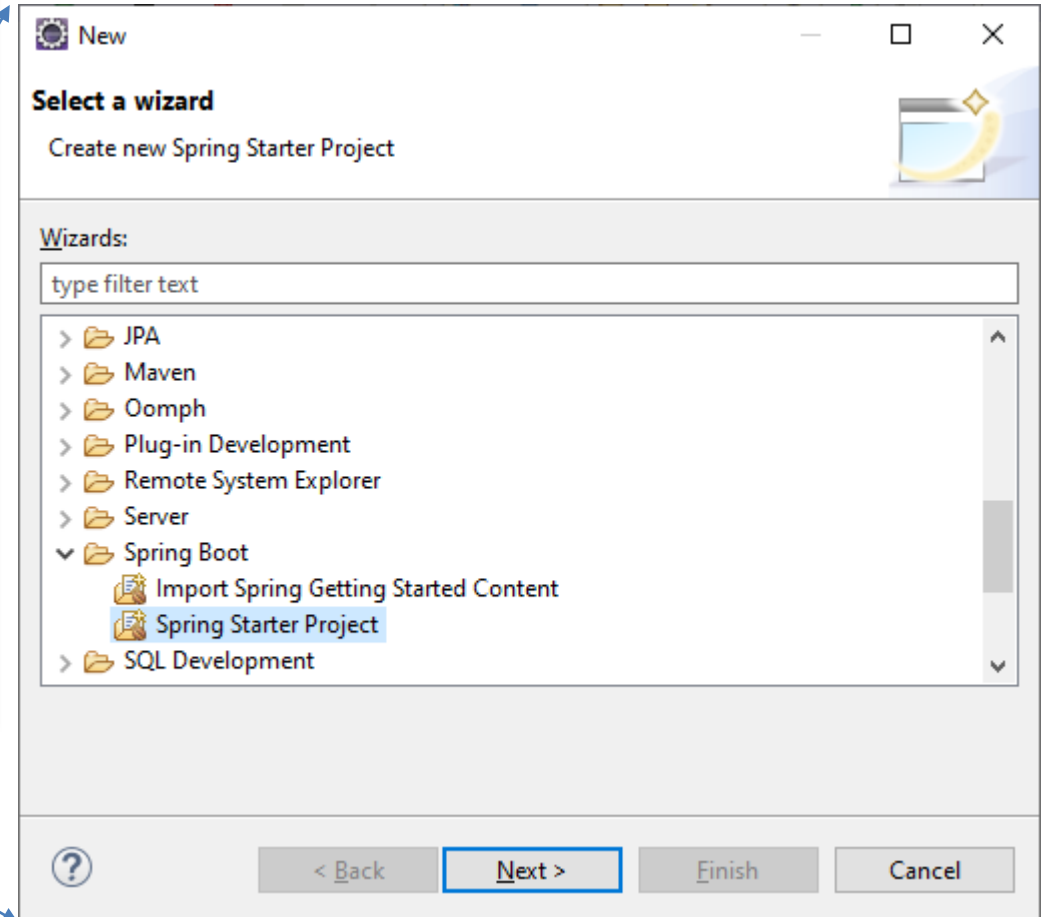 New
Select a wizard
Create new Spring Starter Project
Wizards:
type filter text
JPA
Maven
Oomph
Plug-in Development
Remote System Explorer
Server
Spring Boot
Import Spring Getting Started Content
Spring Starter Project
SQL Development
?
< Back
Next >
Finish
Cancel